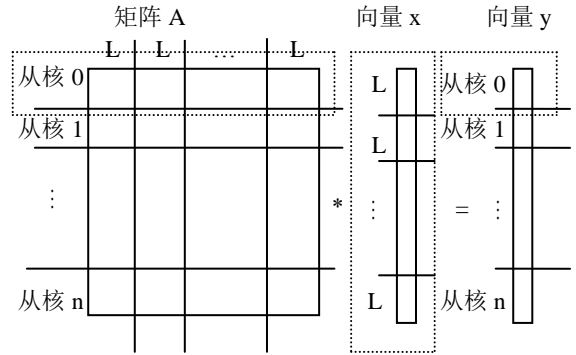 矩阵 A 向量 x 向量 y
L L … L
从核 0 L 从核 0
从核 1 L 从核 1
⋮ * ⋮ = ⋮
从核 n L 从核 n